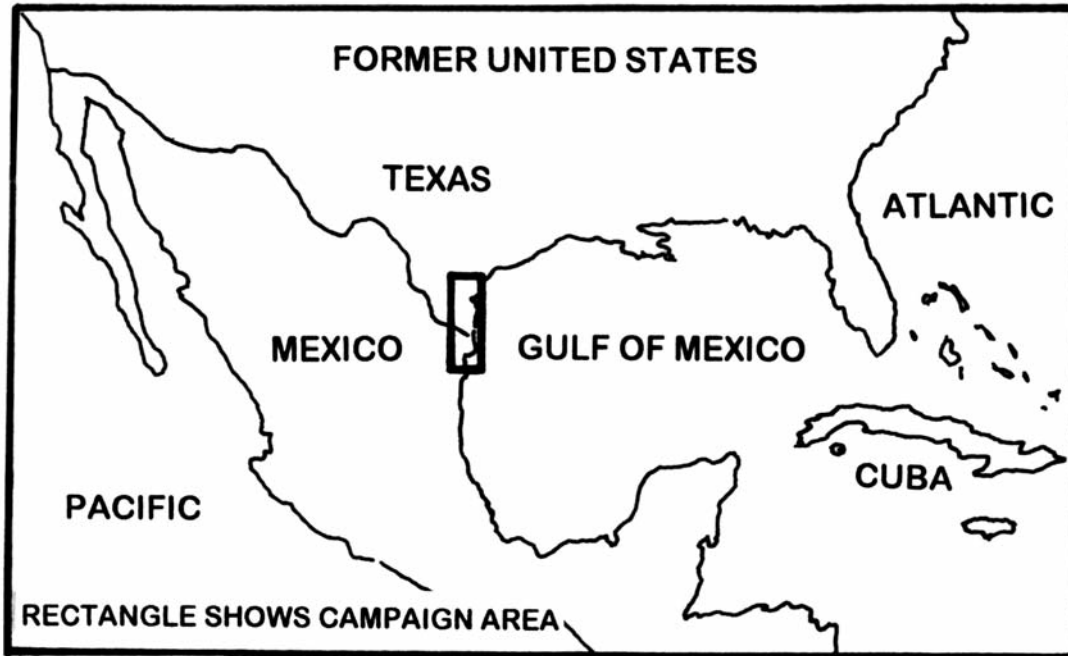 FORMER UNITED STATES
TEXAS
ATLANTIC
MEXICO
GULF OF MEXICO
CUBA
PACIFIC
RECTANGLE SHOWS CAMPAIGN AREA